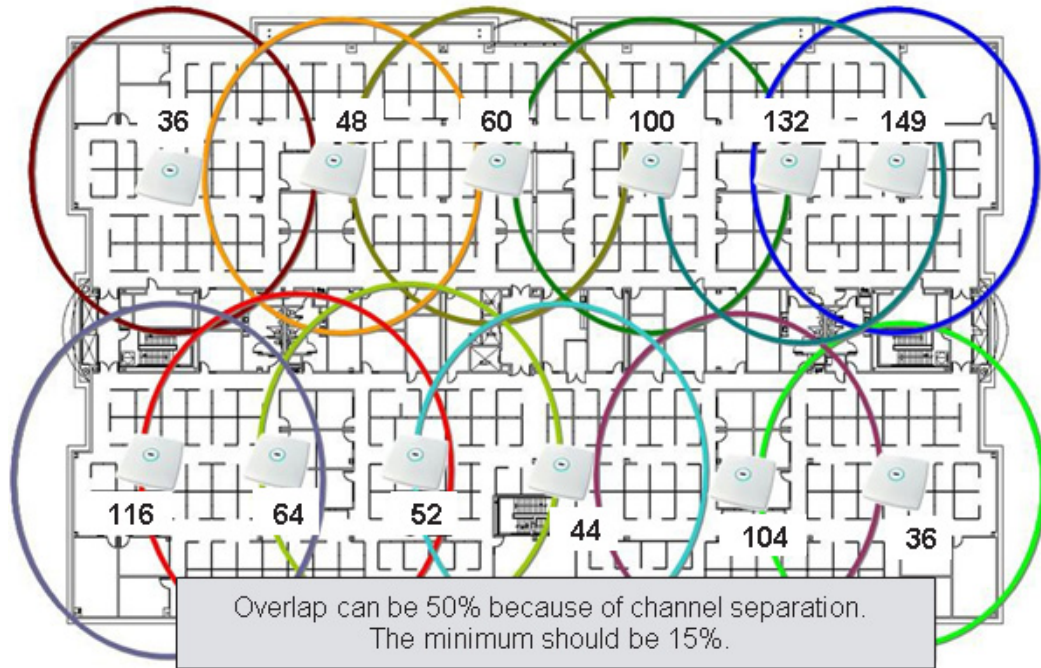 36 48 60 100 132 149
116 64 52 44 104 36
Overlap can be 50% because of channel separation.
The minimum should be 15%.